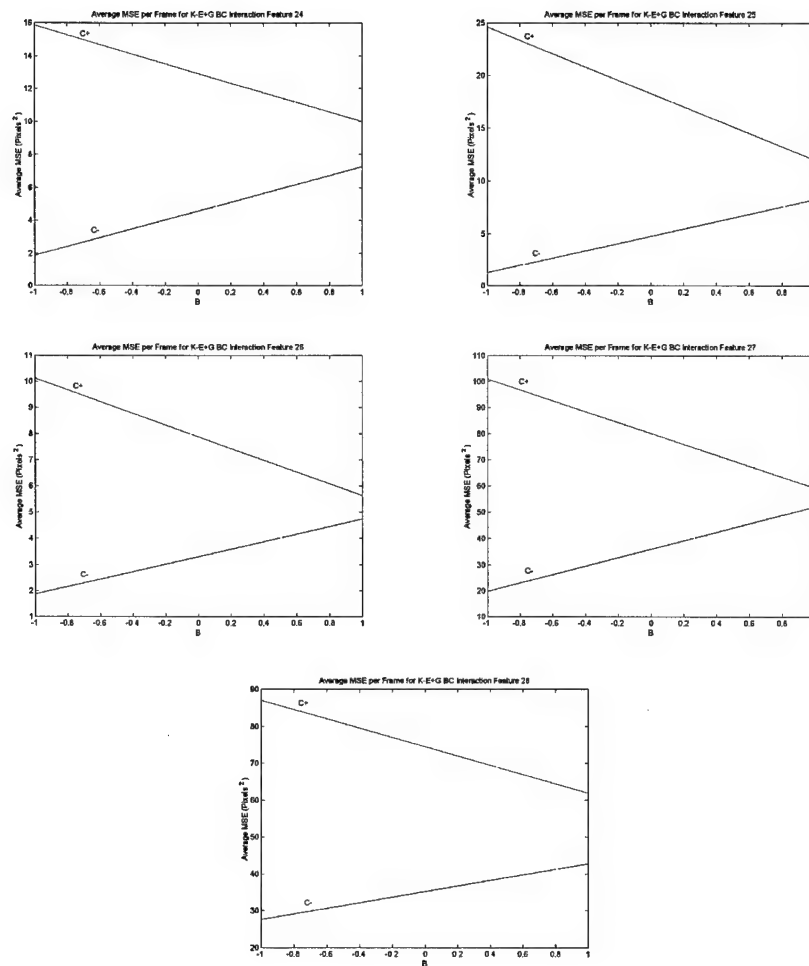 Average MSE per Frame for K-E+G BC Interaction Feature 24
Average MSE (Pixels ²)
16
14
12
10
8
6
4
2
0
C+
C-
-1 -0.8 -0.6 -0.4 -0.2 0 0.2 0.4 0.6 0.8 1
B
Average MSE per Frame for K-E+G BC Interaction Feature 25
Average MSE (Pixels ²)
25
20
15
10
5
0
C+
C-
-1 -0.8 -0.6 -0.4 -0.2 0 0.2 0.4 0.6 0.8
B
Average MSE per Frame for K-E+G BC Interaction Feature 26
Average MSE (Pixels ²)
11
10
9
8
7
6
5
4
3
2
1
C+
C-
-1 -0.8 -0.6 -0.4 -0.2 0 0.2 0.4 0.6 0.8 1
B
Average MSE per Frame for K-E+G BC Interaction Feature 27
Average MSE (Pixels ²)
110
100
90
80
70
60
50
40
30
20
10
C+
C-
-1 -0.8 -0.6 -0.4 -0.2 0 0.2 0.4 0.6 0.8
B
Average MSE per Frame for K-E+G BC Interaction Feature 28
Average MSE (Pixels ²)
90
80
70
60
50
40
30
20
C+
C-
-1 -0.8 -0.6 -0.4 -0.2 0 0.2 0.4 0.6 0.8 1
B